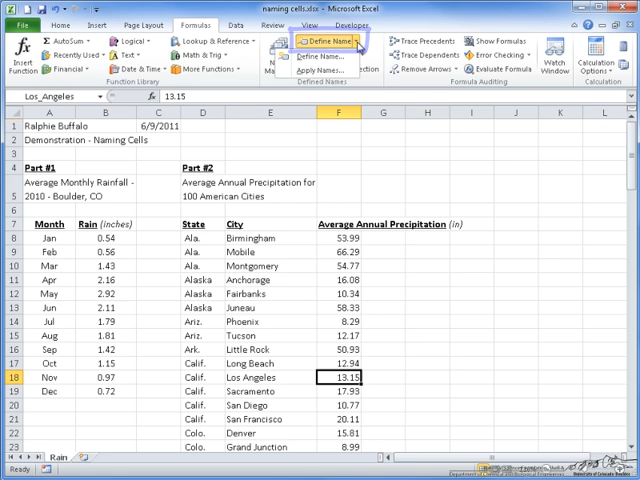 naming cells.xlsx - Microsoft Excel
File Home Insert Page Layout Formulas Data Review View Developer
AutoSum Logical Lookup & Reference Define Name Trace Precedents Show Formulas
Insert Function Recently Used Text Math & Trig Define Name... Trace Dependents Error Checking Watch Window Calculation
Financial Date & Time More Functions Apply Names... Remove Arrows Evaluate Formula
Defined Names Formula Auditing
Los_Angeles fx 13.15
A B C D E F G H I J K L
1 Ralphie Buffalo 6/9/2011
2 Demonstration - Naming Cells
3
4 Part #1 Part #2
Average Monthly Rainfall - Average Annual Precipitation for
5 2010 - Boulder, CO 100 American Cities
6
7 Month Rain (inches) State City Average Annual Precipitation (in)
8 Jan 0.54 Ala. Birmingham 53.99
9 Feb 0.56 Ala. Mobile 66.29
10 Mar 1.43 Ala. Montgomery 54.77
11 Apr 2.16 Alaska Anchorage 16.08
12 May 2.92 Alaska Fairbanks 10.34
13 Jun 2.11 Alaska Juneau 58.33
14 Jul 1.79 Ariz. Phoenix 8.29
15 Aug 1.81 Ariz. Tucson 12.17
16 Sep 1.42 Ark. Little Rock 50.93
17 Oct 1.15 Calif. Long Beach 12.94
18 Nov 0.97 Calif. Los Angeles 13.15
19 Dec 0.72 Calif. Sacramento 17.93
20 Calif. San Diego 10.77
21 Calif. San Francisco 20.11
22 Colo. Denver 15.81
23 Colo. Grand Junction 8.99
Rain
Ready